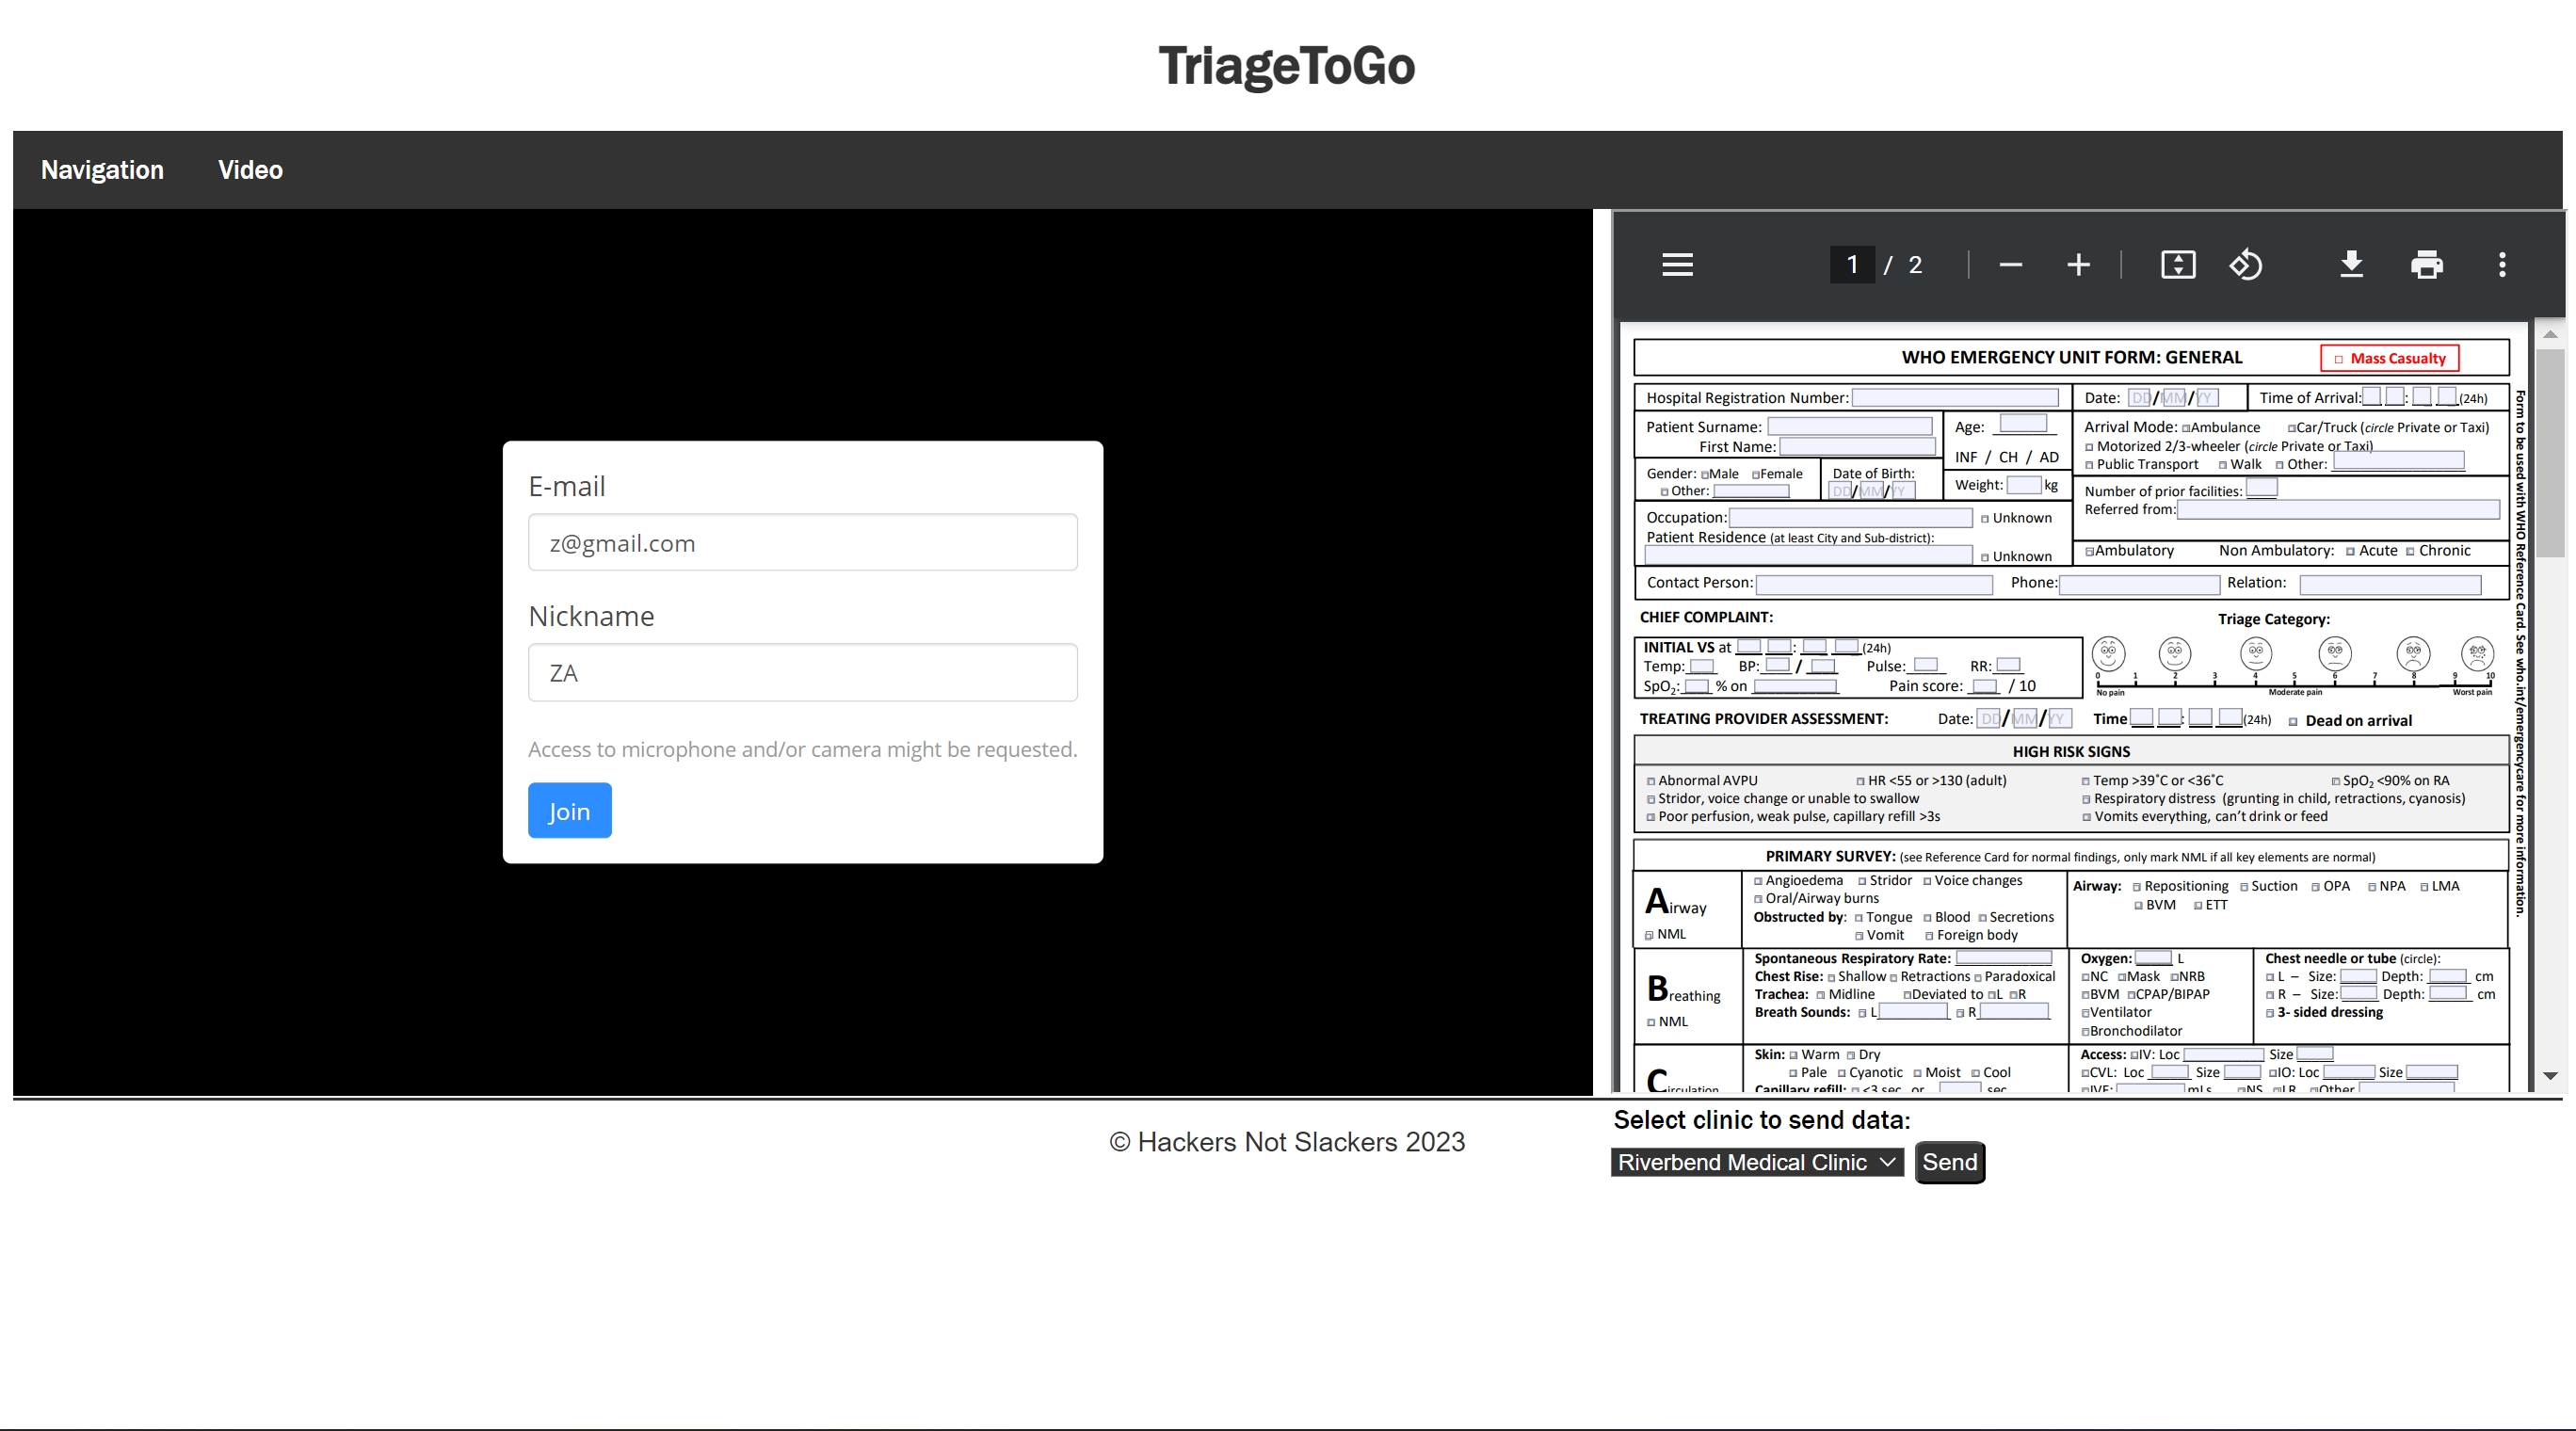 TriageToGo
Navigation Video
E-mail
z@gmail.com
Nickname
ZA
Access to microphone and/or camera might be requested.
Join
1 / 2
WHO EMERGENCY UNIT FORM: GENERAL
Mass Casualty
Hospital Registration Number:
Date: DD/MM/YY
Time of Arrival: : (24h)
Patient Surname:
First Name:
Age:
INF / CH / AD
Arrival Mode: Ambulance Car/Truck (circle Private or Taxi)
Motorized 2/3-wheeler (circle Private or Taxi)
Public Transport Walk Other:
Gender: Male Female
Other:
Date of Birth:
DD/MM/YY
Weight: kg
Number of prior facilities:
Referred from:
Occupation: Unknown
Patient Residence (at least City and Sub-district):
Unknown
Ambulatory Non Ambulatory: Acute Chronic
Contact Person: Phone: Relation:
CHIEF COMPLAINT:
Triage Category:
INITIAL VS at : (24h)
Temp: BP: / Pulse: RR:
SpO2: % on Pain score: / 10
0 1 2 3 4 5 6 7 8 9 10
No pain Moderate pain Worst pain
TREATING PROVIDER ASSESSMENT: Date: DD/MM/YY Time : (24h) Dead on arrival
HIGH RISK SIGNS
Abnormal AVPU HR <55 or >130 (adult) Temp >39˚C or <36˚C SpO2 <90% on RA
Stridor, voice change or unable to swallow Respiratory distress (grunting in child, retractions, cyanosis)
Poor perfusion, weak pulse, capillary refill >3s Vomits everything, can't drink or feed
PRIMARY SURVEY: (see Reference Card for normal findings, only mark NML if all key elements are normal)
Airway
NML
Angioedema Stridor Voice changes
Oral/Airway burns
Obstructed by: Tongue Blood Secretions
Vomit Foreign body
Airway: Repositioning Suction OPA NPA LMA
BVM ETT
Breathing
NML
Spontaneous Respiratory Rate:
Chest Rise: Shallow Retractions Paradoxical
Trachea: Midline Deviated to L R
Breath Sounds: L R
Oxygen: L
NC Mask NRB
BVM CPAP/BIPAP
Ventilator
Bronchodilator
Chest needle or tube (circle):
L – Size: Depth: cm
R – Size: Depth: cm
3- sided dressing
Circulation
Skin: Warm Dry
Pale Cyanotic Moist Cool
Capillary refill: <3 sec or sec
Access: IV: Loc Size
CVL: Loc Size IO: Loc Size
IVF: mLs NS LR Other
Form to be used with WHO Reference Card. See who.int/emergencycare for more information.
Select clinic to send data:
Riverbend Medical Clinic Send
© Hackers Not Slackers 2023